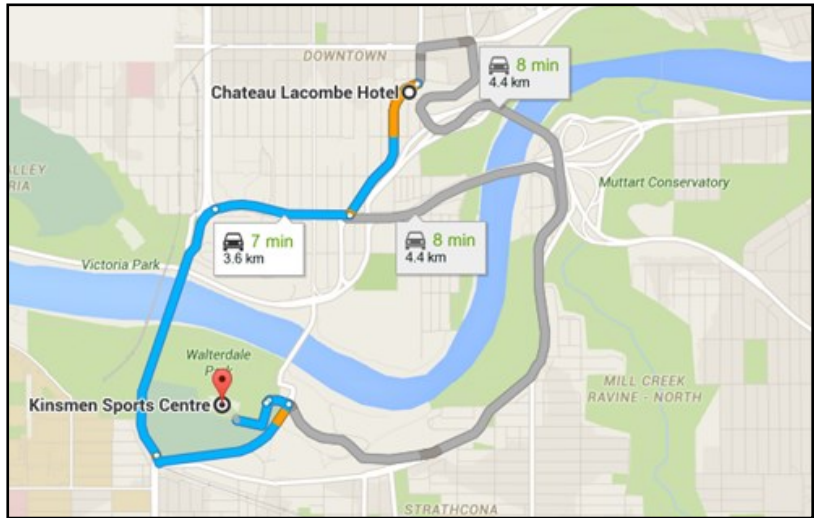 DOWNTOWN
8 min
4.4 km
Chateau Lacombe Hotel
ALLEY
RIA
Muttart Conservatory
7 min
3.6 km
8 min
4.4 km
Victoria Park
Walterdale
Kinsmen Sports Centre
MILL CREEK
RAVINE - NORTH
STRATHCONA